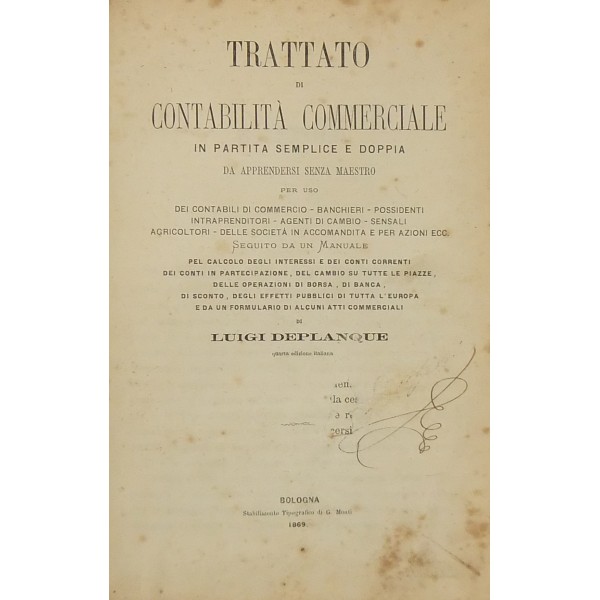 TRATTATO
DI
CONTABILITÀ COMMERCIALE
IN PARTITA SEMPLICE E DOPPIA
DA APPRENDERSI SENZA MAESTRO
PER USO
DEI CONTABILI DI COMMERCIO - BANCHIERI - POSSIDENTI
INTRAPRENDITORI - AGENTI DI CAMBIO - SENSALI
AGRICOLTORI - DELLE SOCIETÀ IN ACCOMANDITA E PER AZIONI ECC.
SEGUITO DA UN MANUALE
PEL CALCOLO DEGLI INTERESSI E DEI CONTI CORRENTI
DEI CONTI IN PARTECIPAZIONE, DEL CAMBIO SU TUTTE LE PIAZZE,
DELLE OPERAZIONI DI BORSA, DI BANCA,
DI SCONTO, DEGLI EFFETTI PUBBLICI DI TUTTA L'EUROPA
E DA UN FORMULARIO DI ALCUNI ATTI COMMERCIALI
DI
LUIGI DEPLANQUE
quarta edizione italiana
BOLOGNA
Stabilimento Tipografico di G. Monti
1869